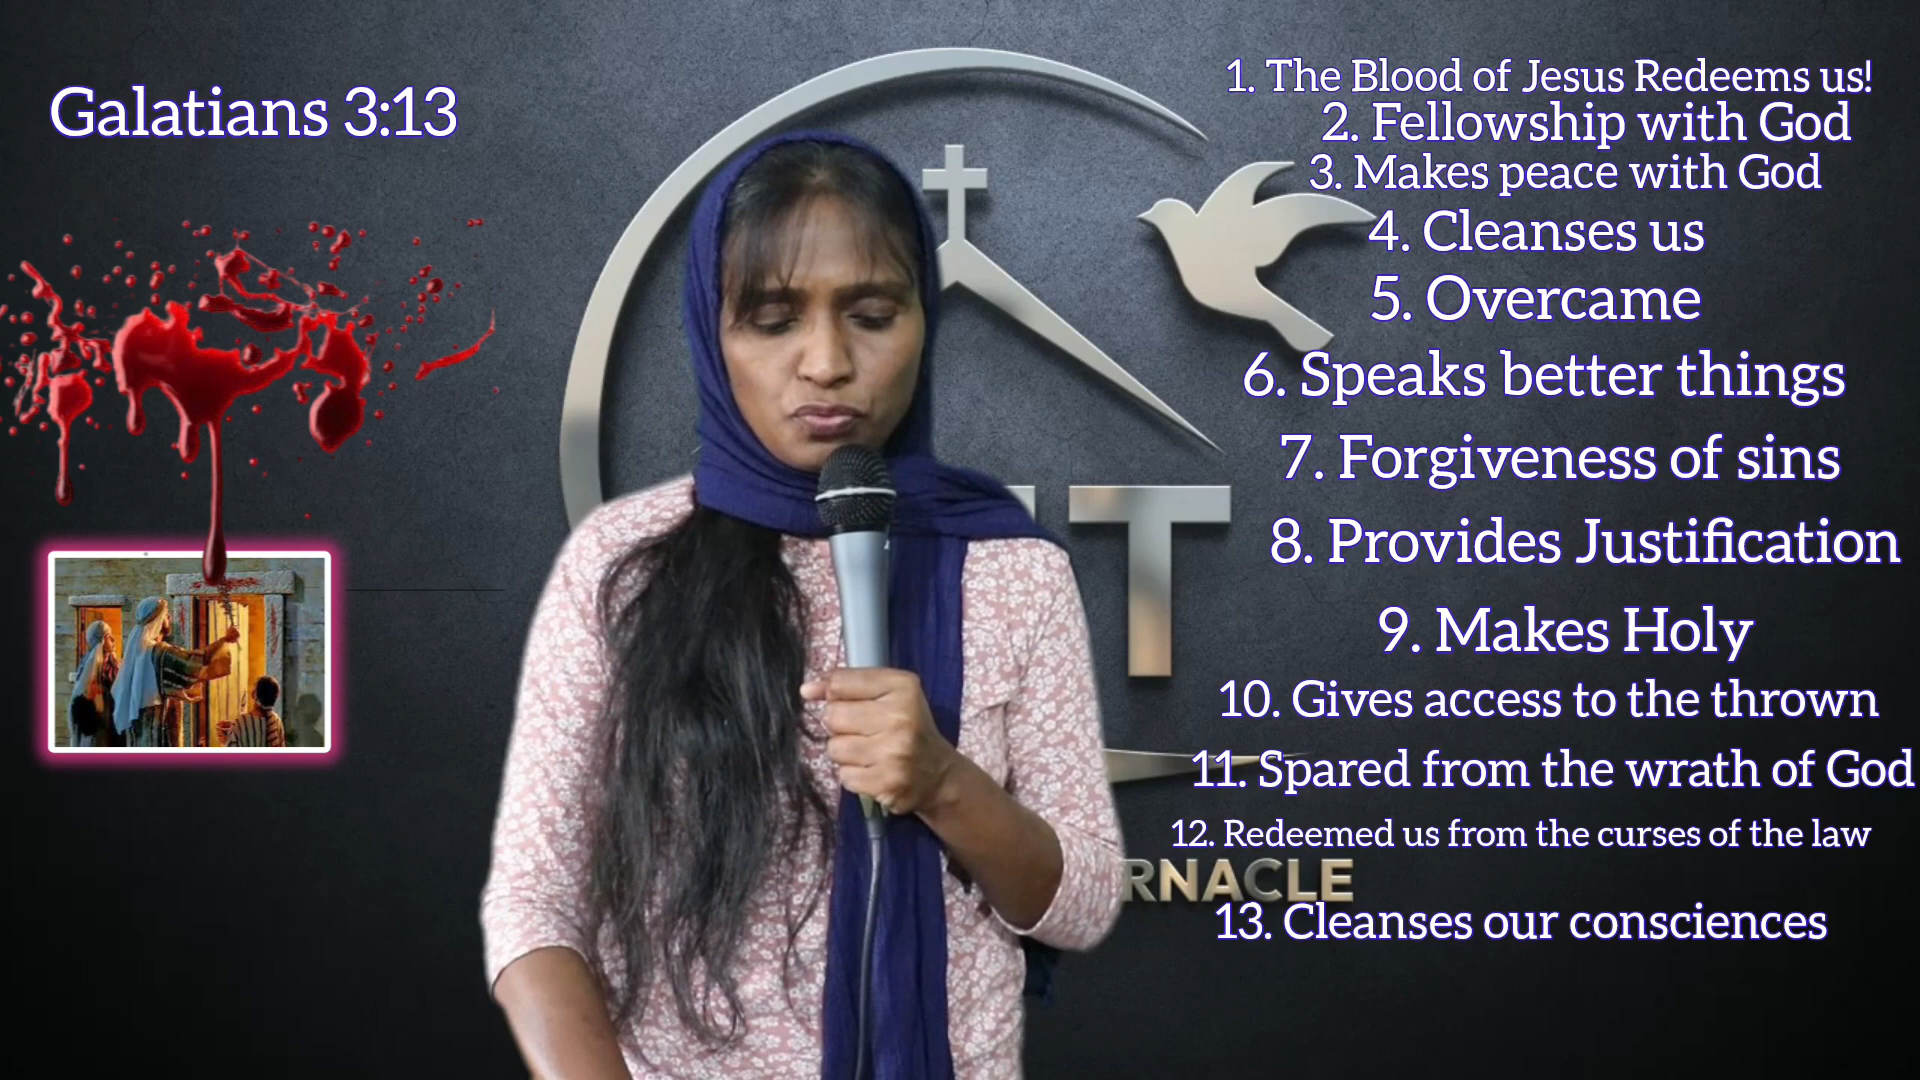 Galatians 3:13
1. The Blood of Jesus Redeems us!
2. Fellowship with God
3. Makes peace with God
4. Cleanses us
5. Overcame
6. Speaks better things
7. Forgiveness of sins
8. Provides Justification
9. Makes Holy
10. Gives access to the thrown
11. Spared from the wrath of God
12. Redeemed us from the curses of the law
13. Cleanses our consciences
T
RNACLE